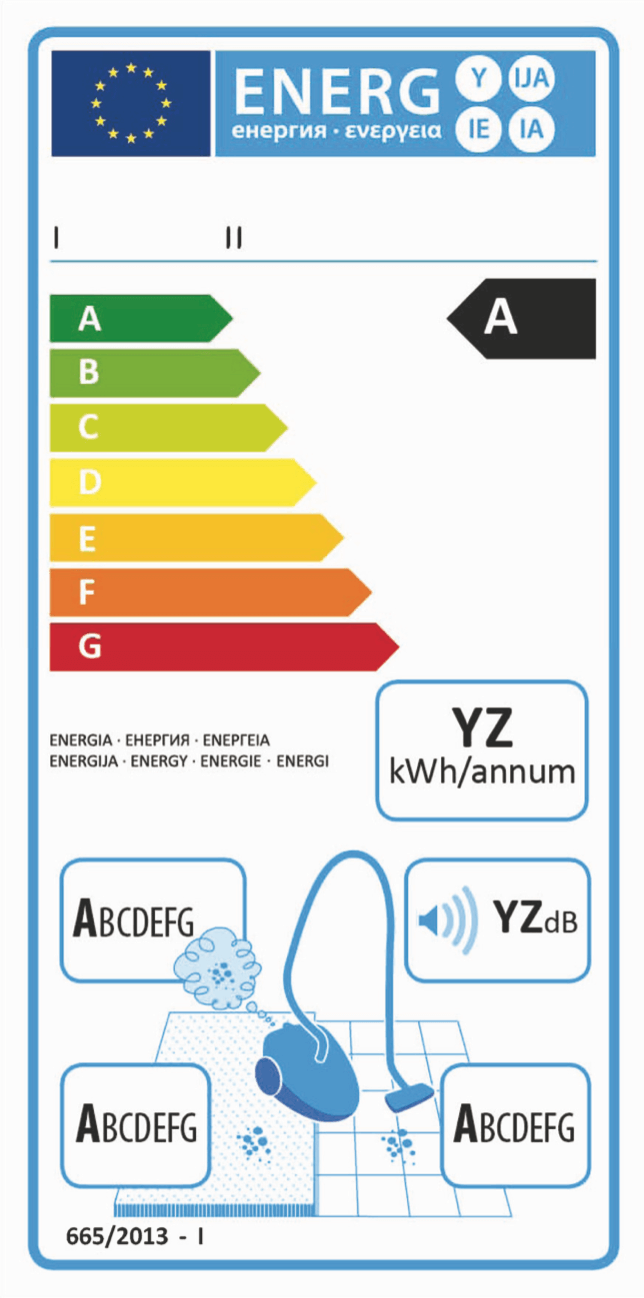 ENERG Y IJA
енергия · ενεργεια IE IA
I II
A A
B
C
D
E
F
G
YZ
kWh/annum
ENERGIA · ЕНЕРГИЯ · ΕΝΕΡΓΕΙΑ
ENERGIJA · ENERGY · ENERGIE · ENERGI
ABCDEFG
YZdB
ABCDEFG
ABCDEFG
665/2013 - I